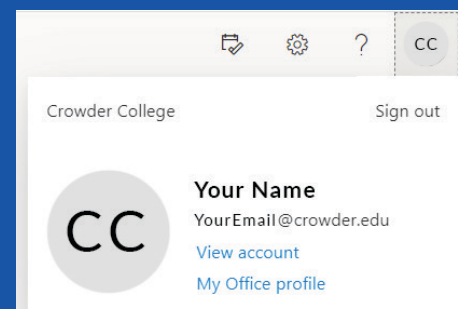 ? CC
Crowder College Sign out
CC
Your Name
YourEmail@crowder.edu
View account
My Office profile